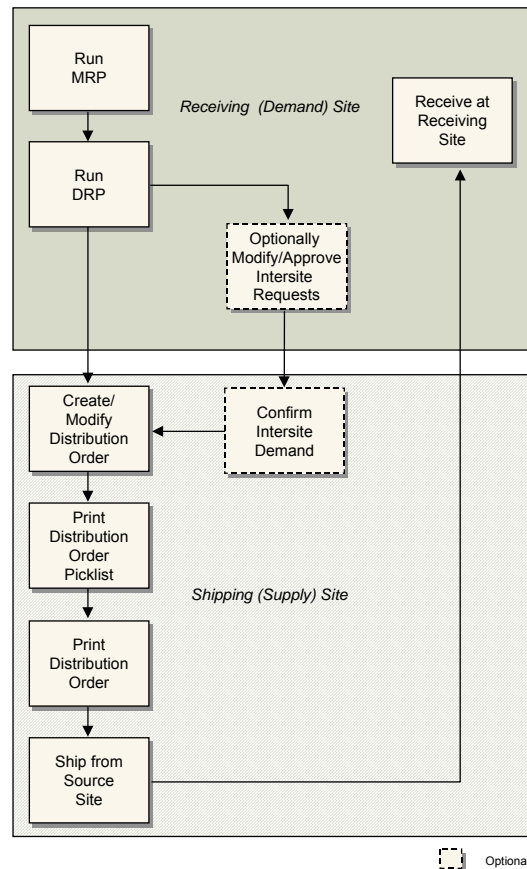 Run
MRP
Receiving (Demand) Site
Receive at
Receiving
Site
Run
DRP
Optionally
Modify/Approve
Intersite
Requests
Create/
Modify
Distribution
Order
Confirm
Intersite
Demand
Print
Distribution
Order
Picklist
Shipping (Supply) Site
Print
Distribution
Order
Ship from
Source
Site
Optiona